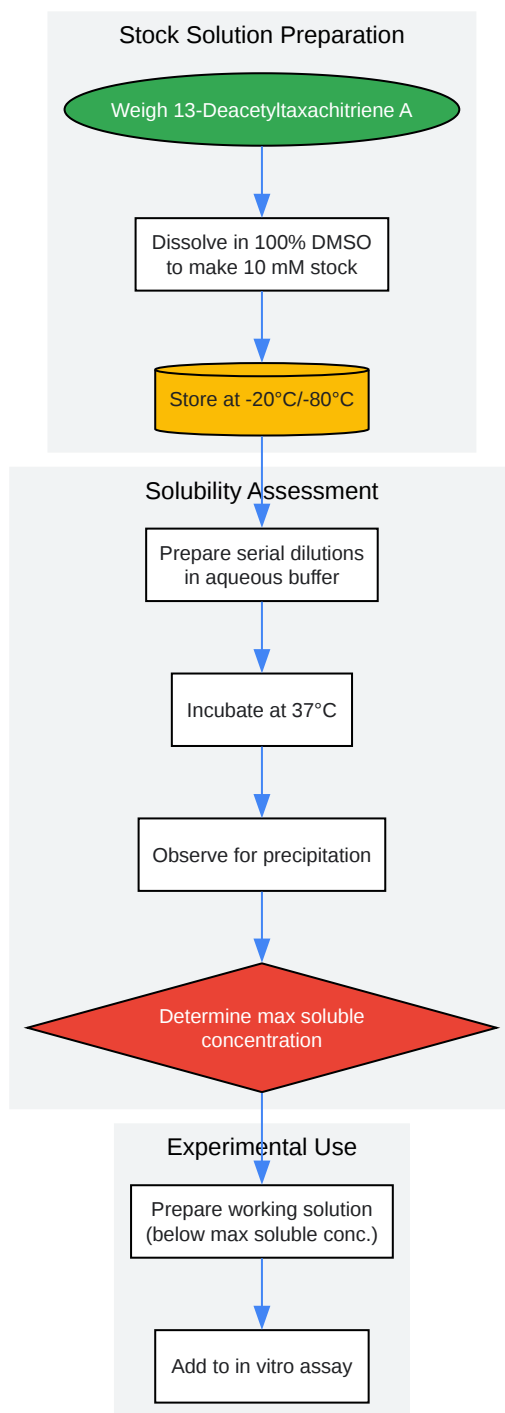 Stock Solution Preparation
Weigh 13-Deacetyltaxachitriene A
Dissolve in 100% DMSO
to make 10 mM stock
Store at -20°C/-80°C
Solubility Assessment
Prepare serial dilutions
in aqueous buffer
Incubate at 37°C
Observe for precipitation
Determine max soluble
concentration
Experimental Use
Prepare working solution
(below max soluble conc.)
Add to in vitro assay